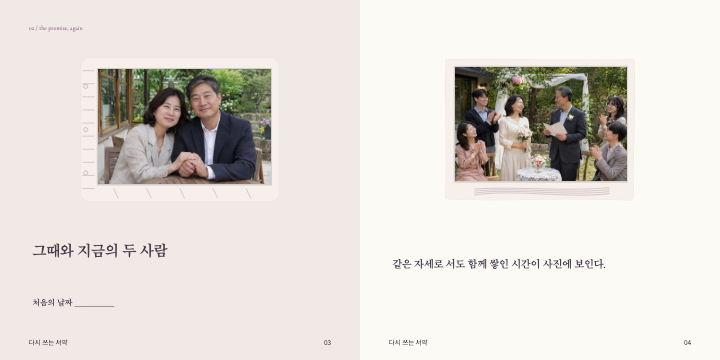 02 / the promise, again
그때와 지금의 두 사람
처음의 날짜 __________
다시 쓰는 서약
03
같은 자세로 서도 함께 쌓인 시간이 사진에 보인다.
다시 쓰는 서약
04